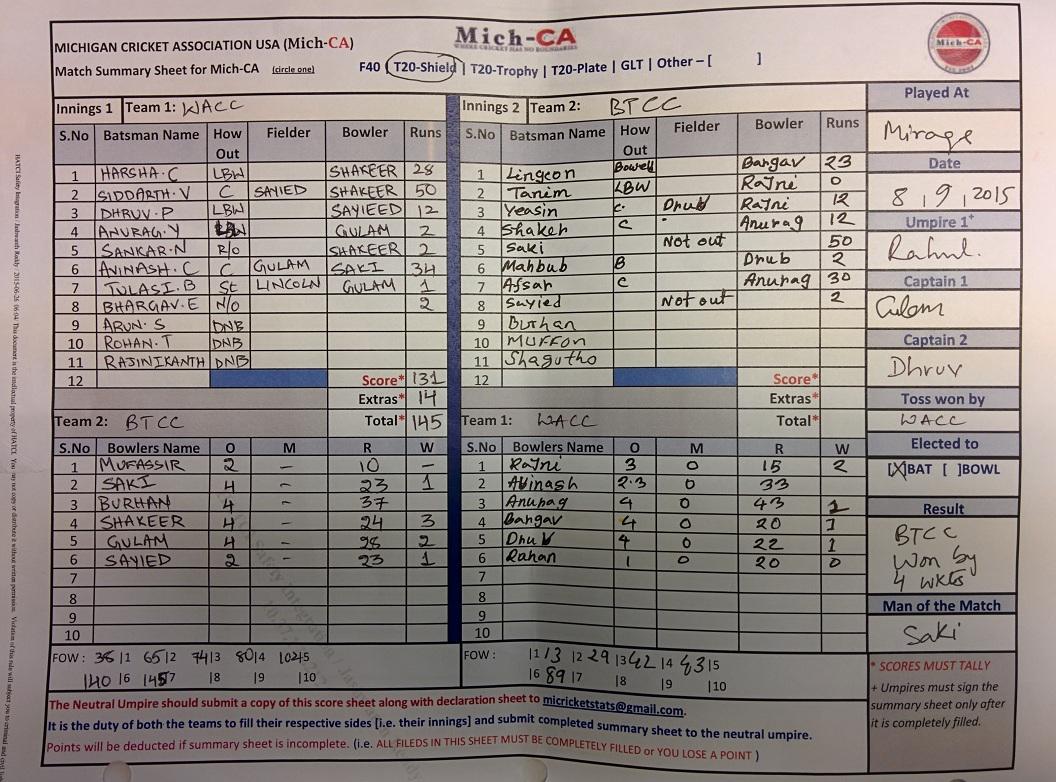 MICHIGAN CRICKET ASSOCIATION USA (Mich-CA)
Mich-CA
WHERE CRICKET HAS NO BOUNDARIES
Mich-CA
Match Summary Sheet for Mich-CA (circle one) F40 | T20-Shield | T20-Trophy | T20-Plate | GLT | Other – [ ]
Innings 1 Team 1: WACC
S.No Batsman Name How Out Fielder Bowler Runs
1 HARSHA.C LBW SHAKEER 28
2 SIDDARTH.V C SAYIED SHAKEER 50
3 DHRUV.P LBW SAYIEED 12
4 ANURAG.Y LBW GULAM 2
5 SANKAR.N R/O SHAKEER 2
6 AVINASH.C C GULAM SAKI 34
7 TULASI.B St LINCOLN GULAM 1
8 BHARGAV.E N/O 2
9 ARUN.S DNB
10 ROHAN.T DNB
11 RAJINIKANTH DNB
12 Score* 131
Extras* 14
Team 2: BTCC Total* 145
S.No Bowlers Name O M R W
1 MUFASSIR 2 – 10 –
2 SAKI 4 – 23 1
3 BURHAN 4 – 37
4 SHAKEER 4 – 24 3
5 GULAM 4 – 28 2
6 SAYIED 2 – 23 1
7
8
9
10
FOW : 36 |1 65 |2 74 |3 80 |4 102 |5
140 |6 145 |7 |8 |9 |10
Innings 2 Team 2: BTCC
S.No Batsman Name How Out Fielder Bowler Runs
1 Lingcon Bowell Bangav 23
2 Tanim LBW Rajni 0
3 Yeasin c. Dhub Rajni 12
4 Shaker c Anurag 12
5 Saki Not out 50
6 Mahbub B Dhub 2
7 Afsar c Anurag 30
8 Sayied Not out 2
9 Burhan
10 MUFFON
11 Shagutho
12 Score*
Extras*
Team 1: WACC Total*
S.No Bowlers Name O M R W
1 Rajni 3 0 15 2
2 Avinash 2.3 0 33
3 Anurag 4 0 43 1
4 Bangav 4 0 20 1
5 Dhuv 4 0 22 1
6 Rahan 1 0 20 0
7
8
9
10
FOW : |1 13 |2 29 |3 42 |4 43 |5
|6 89 |7 |8 |9 |10
Played At
Mirage
Date
8 | 9 | 2015
Umpire 1+
Rahul.
Captain 1
Gulam
Captain 2
Dhruv
Toss won by
WACC
Elected to
[X]BAT [ ]BOWL
Result
BTCC
Won by
4 wkts
Man of the Match
Saki
* SCORES MUST TALLY
+ Umpires must sign the
summary sheet only after
it is completely filled.
The Neutral Umpire should submit a copy of this score sheet along with declaration sheet to micricketstats@gmail.com.
It is the duty of both the teams to fill their respective sides [i.e. their innings] and submit completed summary sheet to the neutral umpire.
Points will be deducted if summary sheet is incomplete. (i.e. ALL FILEDS IN THIS SHEET MUST BE COMPLETELY FILLED or YOU LOSE A POINT )